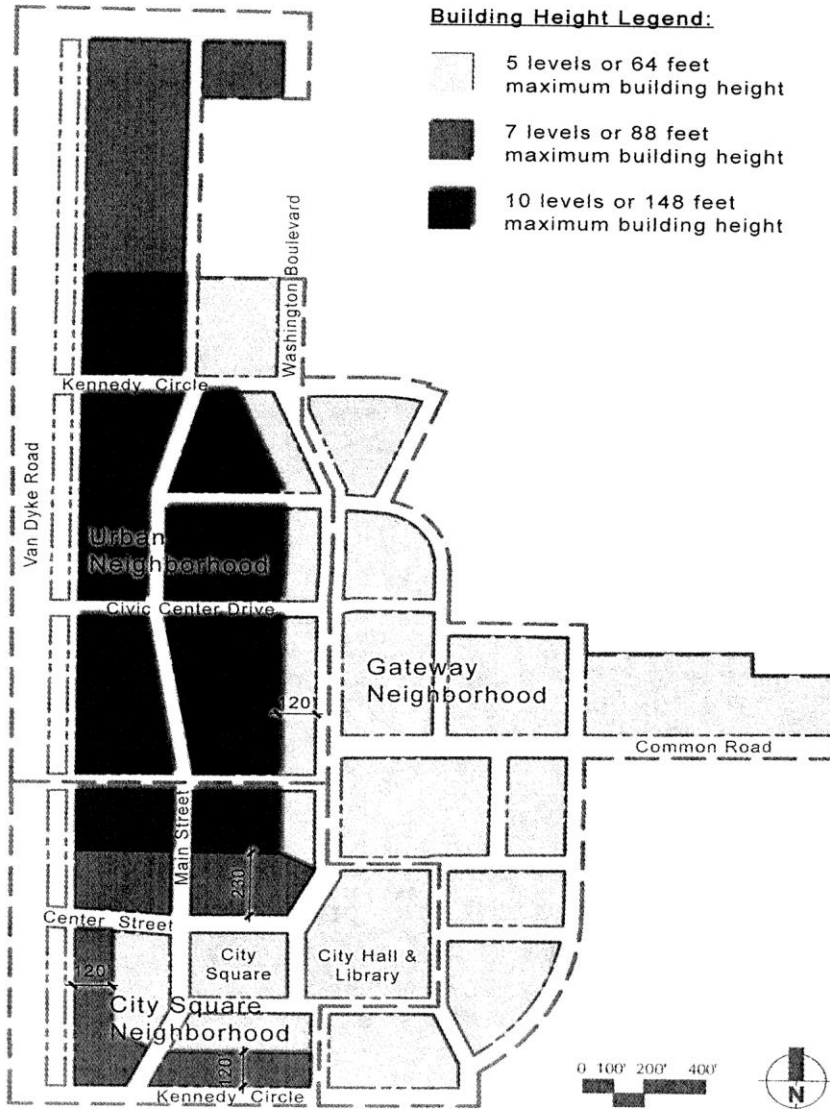 Building Height Legend:
5 levels or 64 feet
maximum building height
7 levels or 88 feet
maximum building height
10 levels or 148 feet
maximum building height
Washington Boulevard
Kennedy Circle
Van Dyke Road
Urban
Neighborhood
Civic Center Drive
Gateway
Neighborhood
120'
Common Road
Main Street
230'
Center Street
City
Square
City Hall &
Library
120'
City Square
Neighborhood
120'
Kennedy Circle
0 100' 200' 400'
N